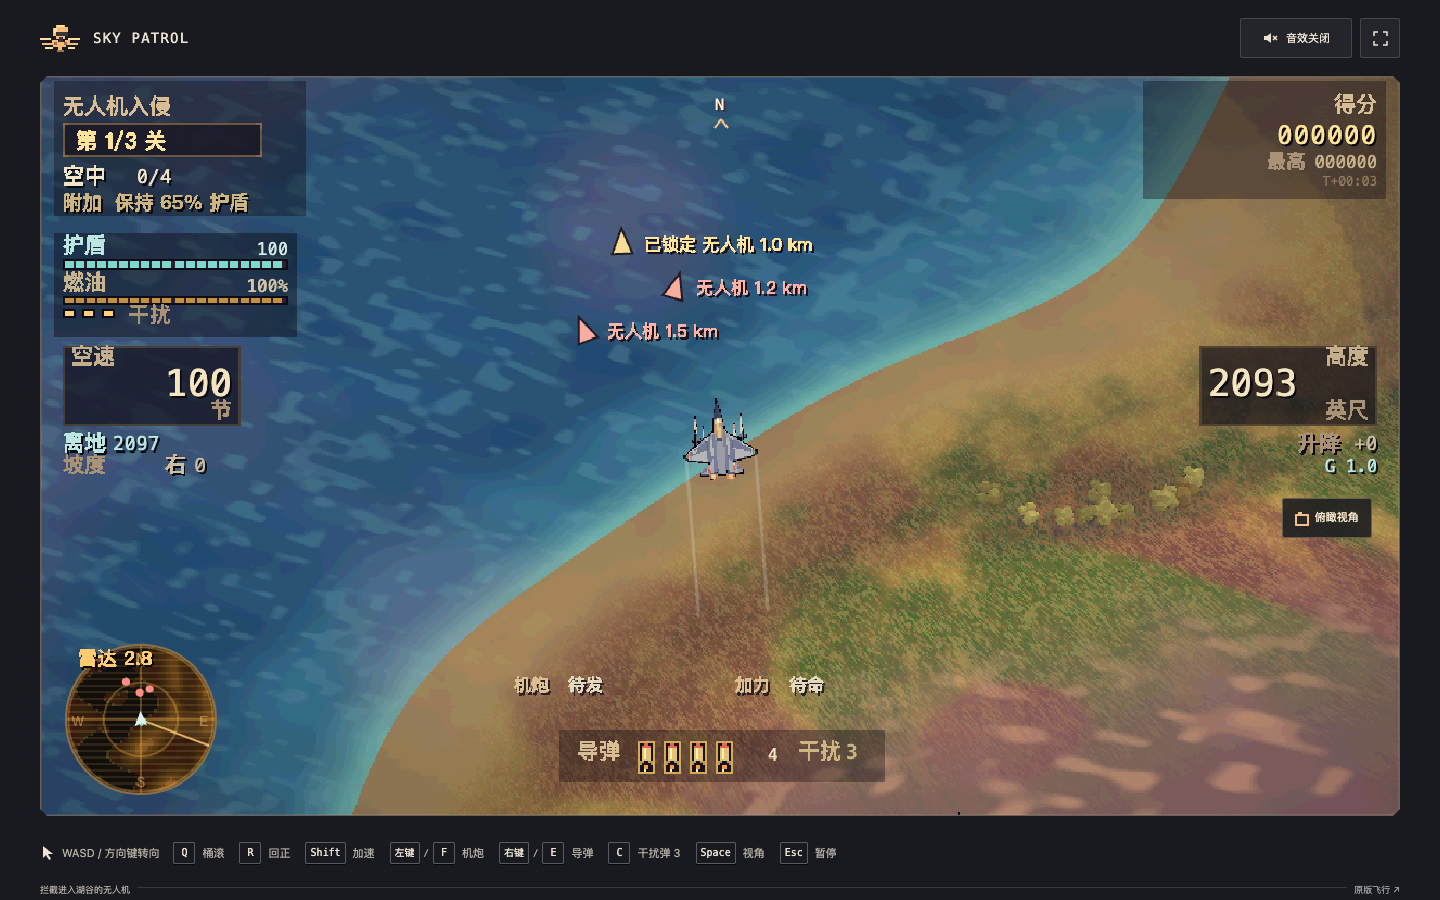 SKY PATROL
音效关闭
无人机入侵
第 1/3 关
空中 0/4
附加 保持 65% 护盾
护盾 100
燃油 100%
干扰
空速
100
节
离地 2097
坡度 右 0
N
得分
000000
最高 000000
T+00:03
已锁定 无人机 1.0 km
无人机 1.2 km
无人机 1.5 km
高度
2093
英尺
升降 +0
G 1.0
俯瞰视角
雷达 2.8
W E
S
机炮 待发 加力 待命
导弹 4 干扰 3
WASD / 方向键转向 Q 桶滚 R 回正 Shift 加速 左键 / F 机炮 右键 / E 导弹 C 干扰弹 3 Space 视角 Esc 暂停
拦截进入湖谷的无人机
原版飞行 ↗